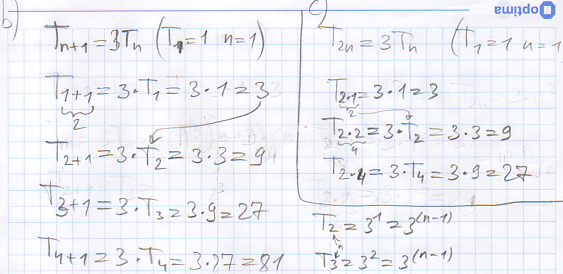 b)
T_{n+1} = 3T_n (T_1=1 n=1)
T_{1+1} = 3·T_1 = 3·1 = 3
2
T_{2+1} = 3·T_2 = 3·3 = 9
T_{3+1} = 3·T_3 = 3·9 = 27
T_{4+1} = 3·T_4 = 3·27 = 81
c)
optima
T_{2n} = 3T_n (T_1=1 n=1
T_{2·1} = 3·1 = 3
2
T_{2·2} = 3·T_2 = 3·3 = 9
4
T_{2·4} = 3·T_4 = 3·9 = 27
T_2 = 3^1 = 3^{(n-1)}
n
T_3 = 3^2 = 3^{(n-1)}